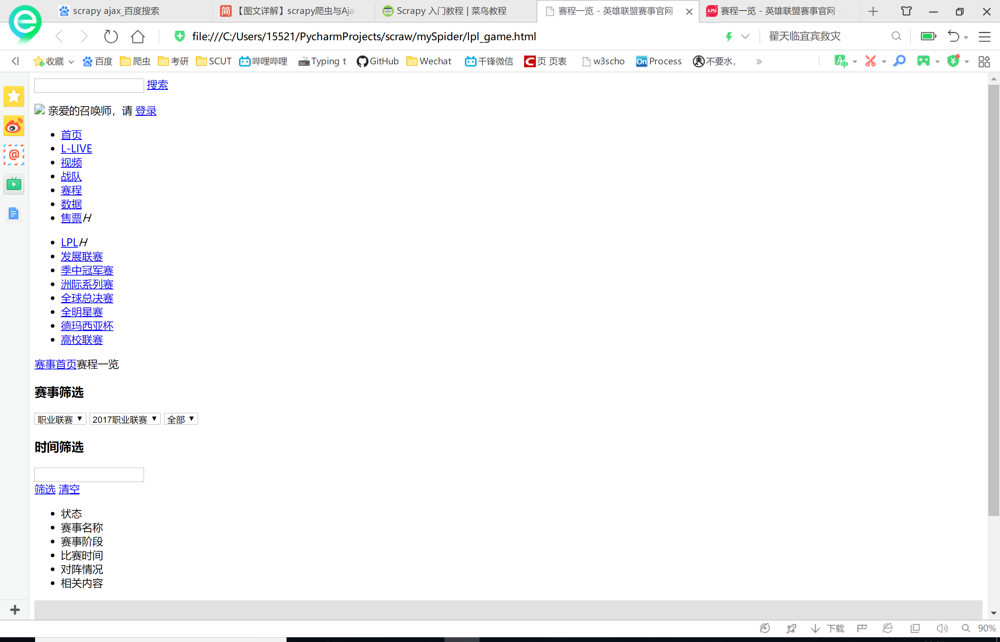 scrapy ajax_百度搜索
简 【图文详解】scrapy爬虫与Aja
Scrapy 入门教程 | 菜鸟教程
赛程一览 - 英雄联盟赛事官网 -
LPL 赛程一览 - 英雄联盟赛事官网 -
file:///C:/Users/15521/PycharmProjects/scraw/mySpider/lpl_game.html
翟天临宜宾救灾
收藏 百度 爬虫 考研 SCUT 哔哩哔哩 Typing t GitHub Wechat 千锋微信 C 页 页表 w3scho On Process 不要水， »
搜索
亲爱的召唤师，请 登录
首页
L-LIVE
视频
战队
赛程
数据
售票H
LPLH
发展联赛
季中冠军赛
洲际系列赛
全球总决赛
全明星赛
德玛西亚杯
高校联赛
赛事首页赛程一览
赛事筛选
职业联赛 2017职业联赛 全部
时间筛选
筛选 清空
状态
赛事名称
赛事阶段
比赛时间
对阵情况
相关内容
下载 90%